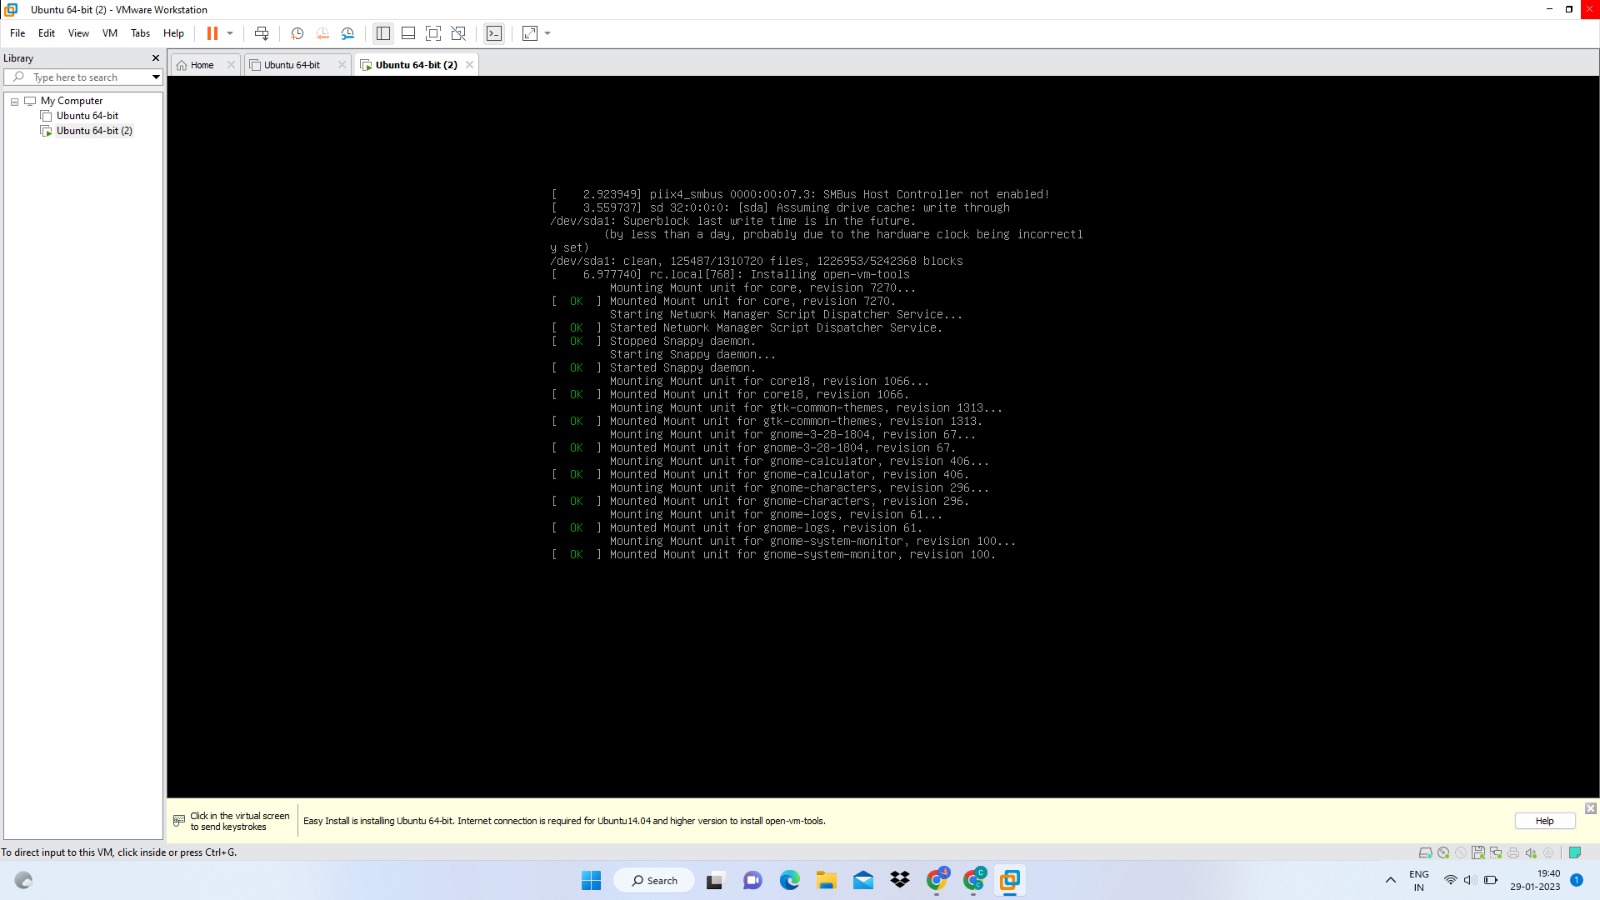 Ubuntu 64-bit (2) - VMware Workstation
File Edit View VM Tabs Help
Library
Type here to search
Home
Ubuntu 64-bit
Ubuntu 64-bit (2)
My Computer
Ubuntu 64-bit
Ubuntu 64-bit (2)
[    2.923949] piix4_smbus 0000:00:07.3: SMBus Host Controller not enabled!
[    3.559737] sd 32:0:0:0: [sda] Assuming drive cache: write through
/dev/sda1: Superblock last write time is in the future.
        (by less than a day, probably due to the hardware clock being incorrectl
y set)
/dev/sda1: clean, 125487/1310720 files, 1226953/5242368 blocks
[    6.977740] rc.local[768]: Installing open-vm-tools
         Mounting Mount unit for core, revision 7270...
[  OK  ] Mounted Mount unit for core, revision 7270.
         Starting Network Manager Script Dispatcher Service...
[  OK  ] Started Network Manager Script Dispatcher Service.
[  OK  ] Stopped Snappy daemon.
         Starting Snappy daemon...
[  OK  ] Started Snappy daemon.
         Mounting Mount unit for core18, revision 1066...
[  OK  ] Mounted Mount unit for core18, revision 1066.
         Mounting Mount unit for gtk-common-themes, revision 1313...
[  OK  ] Mounted Mount unit for gtk-common-themes, revision 1313.
         Mounting Mount unit for gnome-3-28-1804, revision 67...
[  OK  ] Mounted Mount unit for gnome-3-28-1804, revision 67.
         Mounting Mount unit for gnome-calculator, revision 406...
[  OK  ] Mounted Mount unit for gnome-calculator, revision 406.
         Mounting Mount unit for gnome-characters, revision 296...
[  OK  ] Mounted Mount unit for gnome-characters, revision 296.
         Mounting Mount unit for gnome-logs, revision 61...
[  OK  ] Mounted Mount unit for gnome-logs, revision 61.
         Mounting Mount unit for gnome-system-monitor, revision 100...
[  OK  ] Mounted Mount unit for gnome-system-monitor, revision 100.
Click in the virtual screen
to send keystrokes
Easy Install is installing Ubuntu 64-bit. Internet connection is required for Ubuntu14.04 and higher version to install open-vm-tools.
Help
To direct input to this VM, click inside or press Ctrl+G.
Search
ENG
IN
19:40
29-01-2023
1